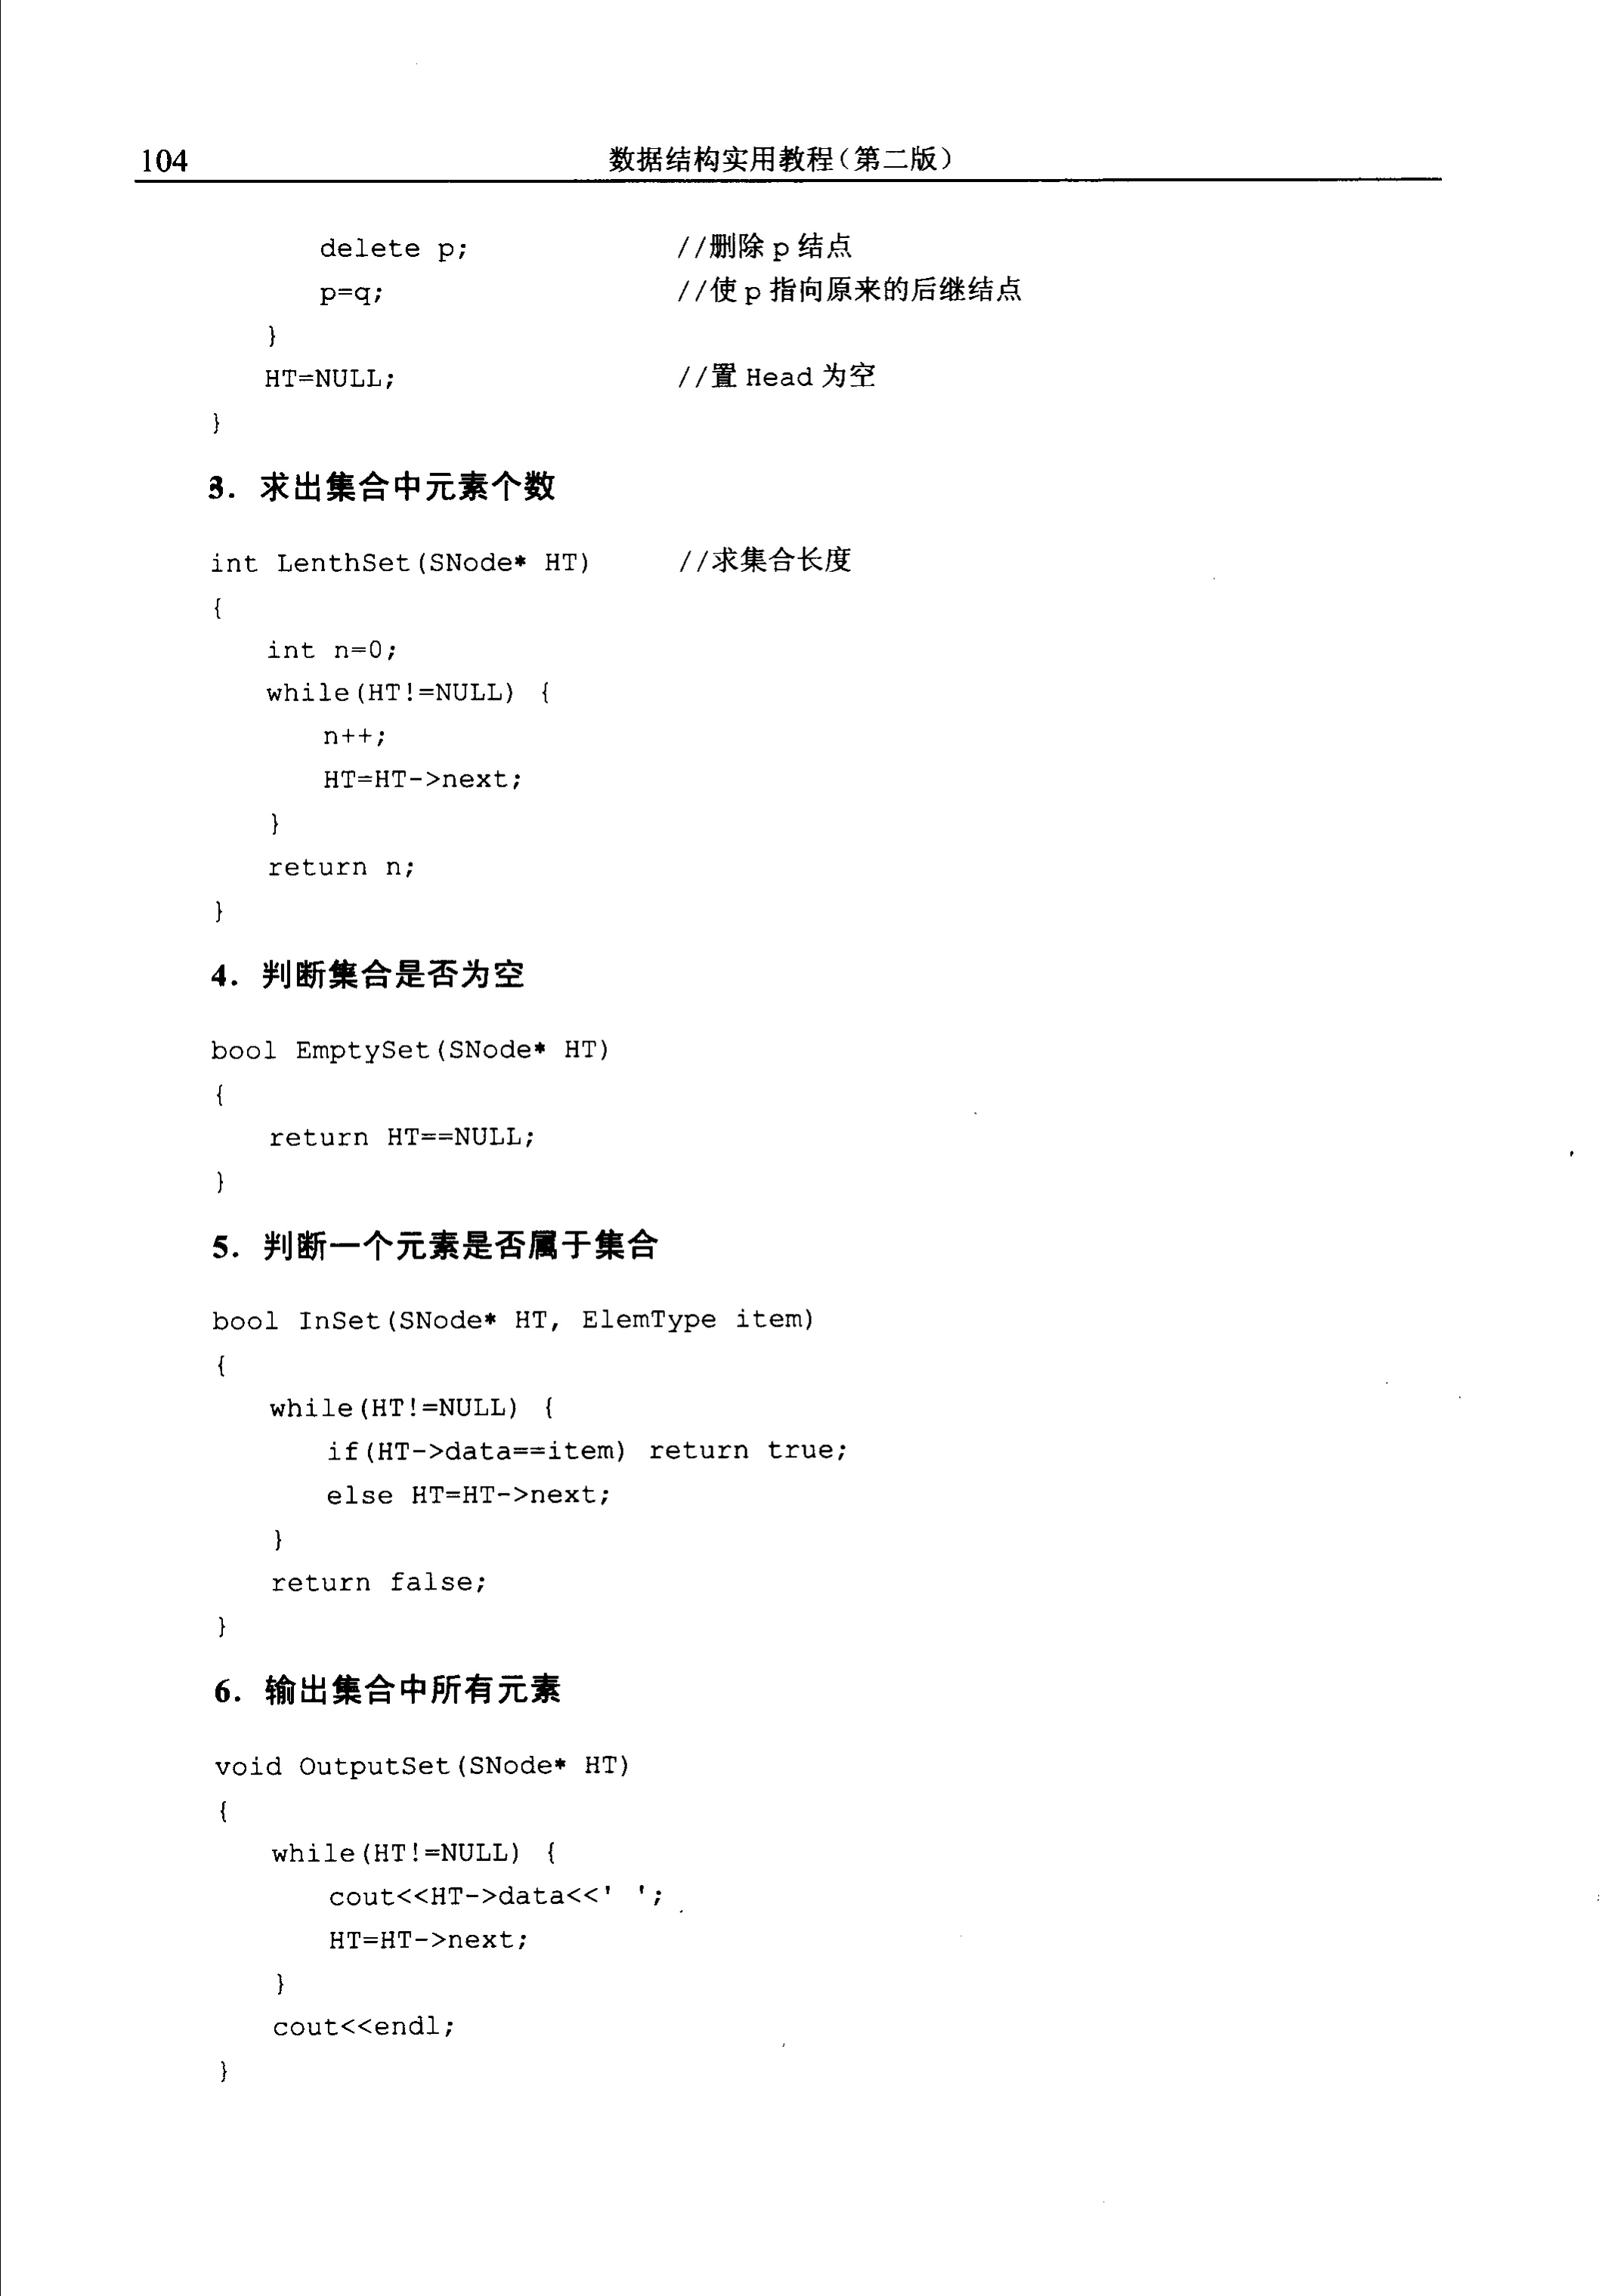 104
数据结构实用教程(第二版)
delete p; //删除 p 结点
p=q; //使 p 指向原来的后继结点
}
HT=NULL; //置 Head 为空
}
3. 求出集合中元素个数
int LenthSet(SNode* HT) //求集合长度
{
int n=0;
while(HT!=NULL) {
n++;
HT=HT->next;
}
return n;
}
4. 判断集合是否为空
bool EmptySet(SNode* HT)
{
return HT==NULL;
}
5. 判断一个元素是否属于集合
bool InSet(SNode* HT, ElemType item)
{
while(HT!=NULL) {
if(HT->data==item) return true;
else HT=HT->next;
}
return false;
}
6. 输出集合中所有元素
void OutputSet(SNode* HT)
{
while(HT!=NULL) {
cout<<HT->data<<' ';
HT=HT->next;
}
cout<<endl;
}